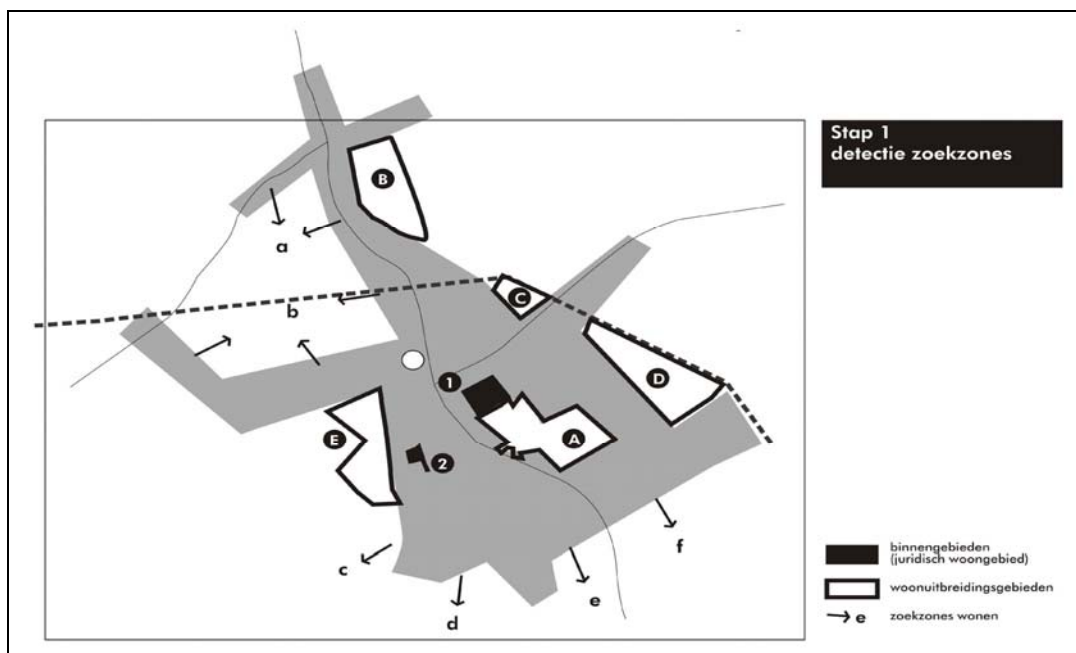 Stap 1
detectie zoekzones
B
a
b
C
D
1
A
E
2
c
d
e
f
binnengebieden
(juridisch woongebied)
woonuitbreidingsgebieden
e zoekzones wonen